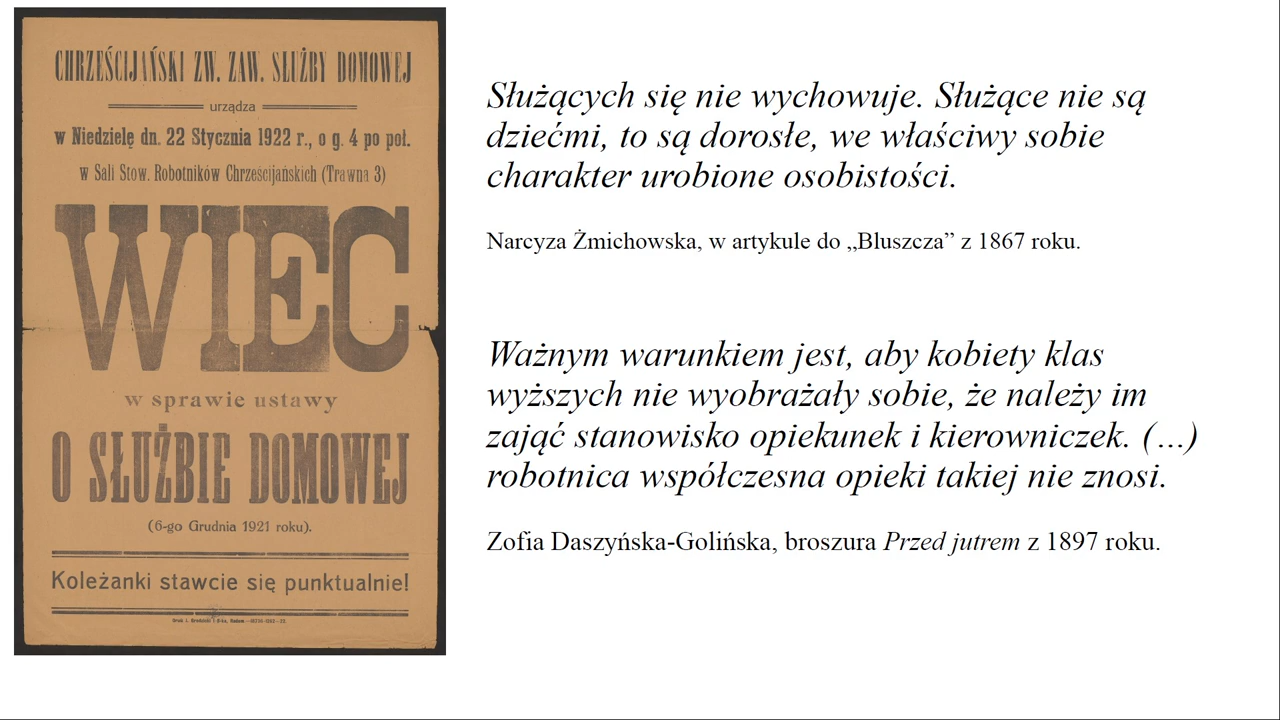 CHRZEŚCIJAŃSKI ZW. ZAW. SŁUŻBY DOMOWEJ
urządza
w Niedzielę dn. 22 Stycznia 1922 r., o g. 4 po poł.
w Sali Stow. Robotników Chrześcijańskich (Trawna 3)
WIEC
w sprawie ustawy
O SŁUŻBIE DOMOWEJ
(6-go Grudnia 1921 roku).
Koleżanki stawcie się punktualnie!
Służących się nie wychowuje. Służące nie są
dziećmi, to są dorosłe, we właściwy sobie
charakter urobione osobistości.
Narcyza Żmichowska, w artykule do „Bluszcza” z 1867 roku.
Ważnym warunkiem jest, aby kobiety klas
wyższych nie wyobrażały sobie, że należy im
zająć stanowisko opiekunek i kierowniczek. (…)
robotnica współczesna opieki takiej nie znosi.
Zofia Daszyńska-Golińska, broszura Przed jutrem z 1897 roku.